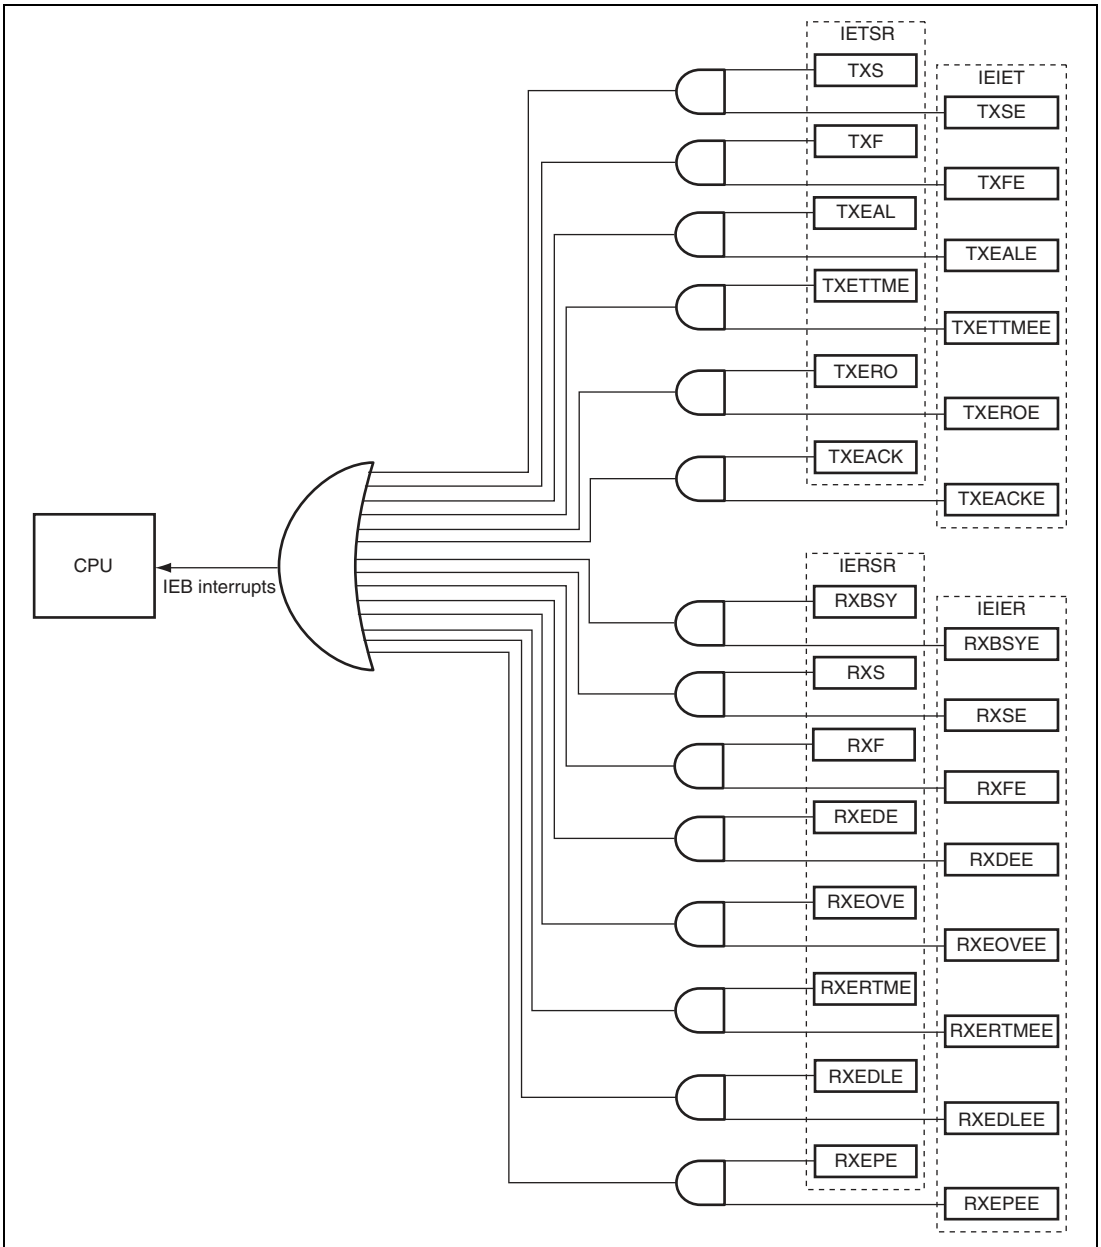 IETSR
TXS
IEIET
TXSE
TXF
TXFE
TXEAL
TXEALE
TXETTME
TXETTMEE
TXERO
TXEROE
TXEACK
TXEACKE
CPU
IEB interrupts
IERSR
RXBSY
IEIER
RXBSYE
RXS
RXSE
RXF
RXFE
RXEDE
RXDEE
RXEOVE
RXEOVEE
RXERTME
RXERTMEE
RXEDLE
RXEDLEE
RXEPE
RXEPEE